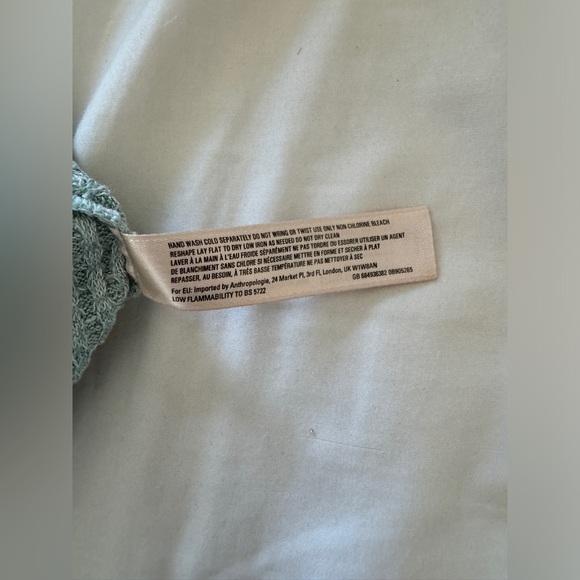 HAND WASH COLD SEPARATELY DO NOT WRING OR TWIST USE ONLY NON CHLORINE BLEACH
RESHAPE LAY FLAT TO DRY LOW IRON AS NEEDED DO NOT DRY CLEAN
LAVER À LA MAIN À L'EAU FROIDE SÉPARÉMENT NE PAS TORDRE OU ESSORER UTILISER UN AGENT
DE BLANCHIMENT SANS CHLORE SI NÉCESSAIRE METTRE EN FORME ET SECHER À PLAT
REPASSER, AU BESOIN, À TRÈS BASSE TEMPÉRATURE NE PAS NETTOYER À SEC
For EU: Imported by Anthropologie, 24 Market Pl, 3rd Fl, London, UK W1W8AN
GB 684936382 OB905265
LOW FLAMMABILITY TO BS 5722